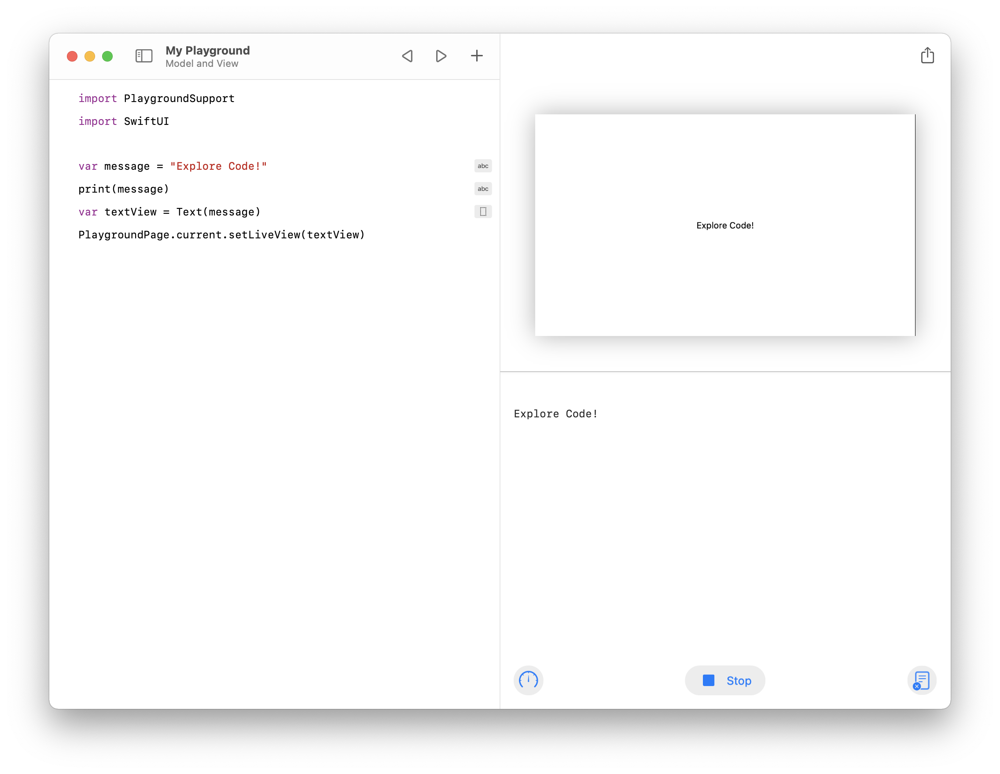 My Playground
Model and View
import PlaygroundSupport
import SwiftUI
var message = "Explore Code!"
abc
print(message)
abc
var textView = Text(message)
PlaygroundPage.current.setLiveView(textView)
Explore Code!
Explore Code!
Stop